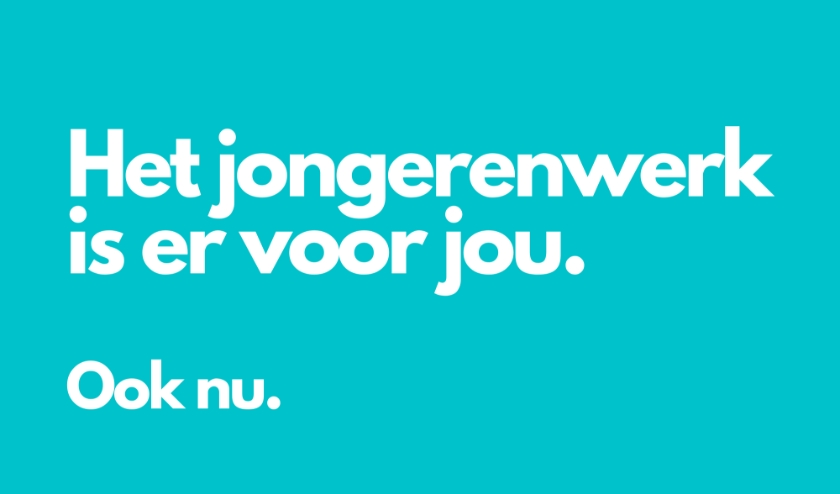 Het jongerenwerk
is er voor jou.
Ook nu.